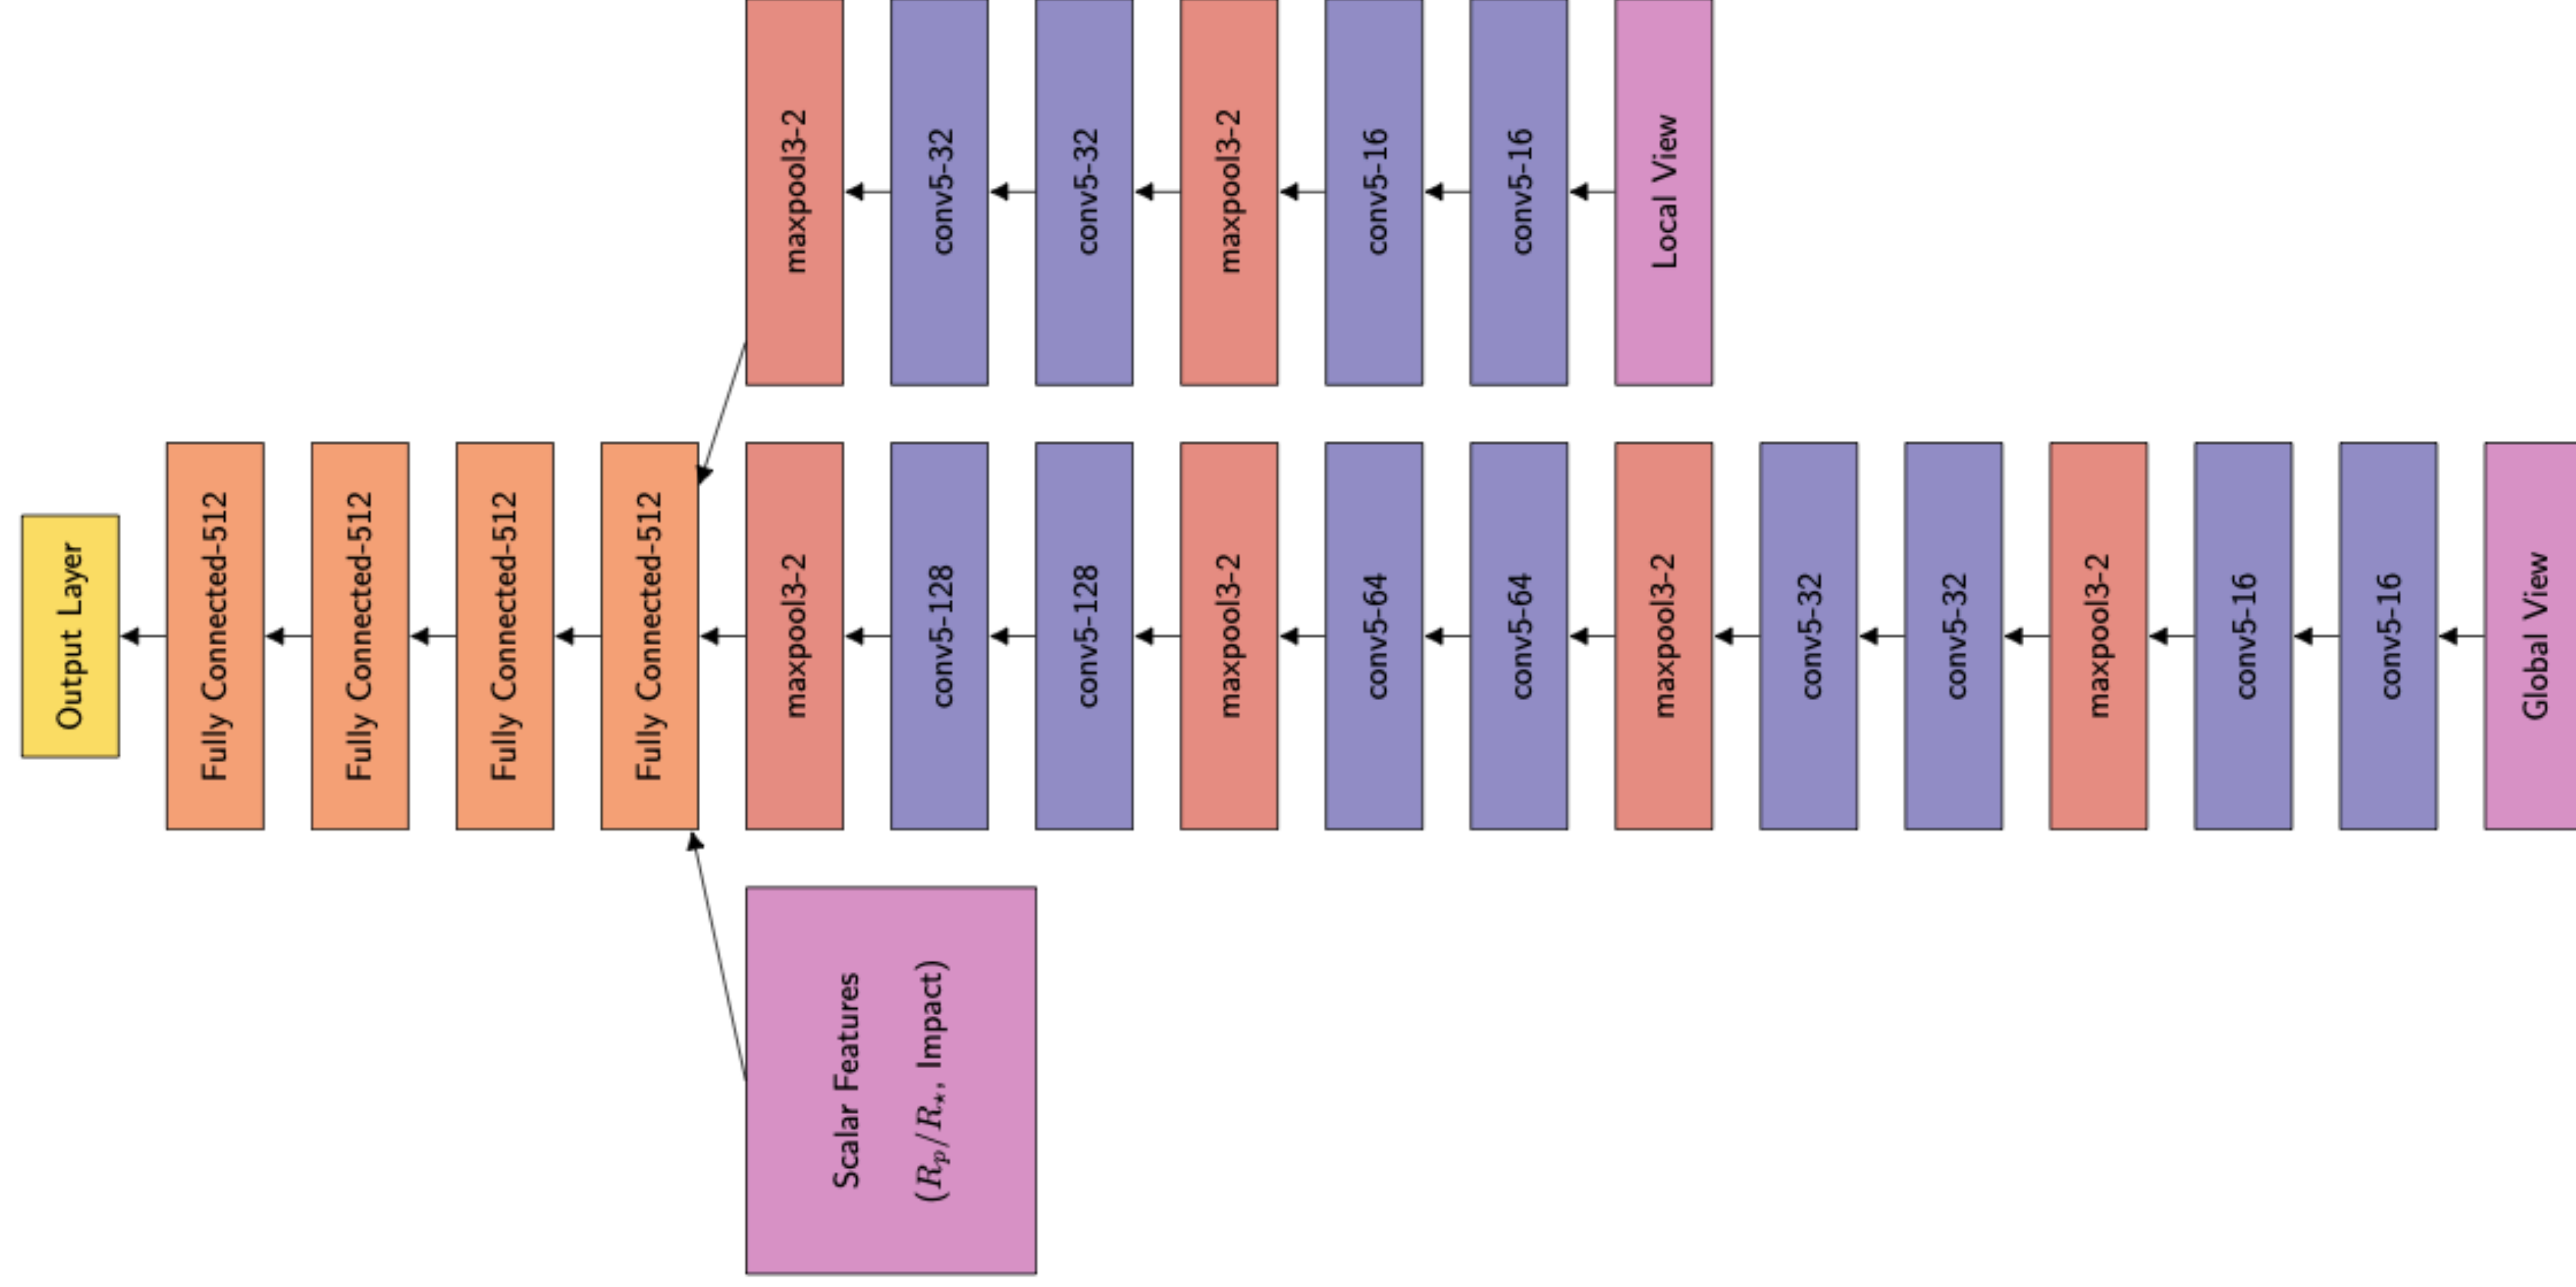 Output Layer
Fully Connected-512
Fully Connected-512
Fully Connected-512
Fully Connected-512
Scalar Features
(R_p/R_⋆, Impact)
maxpool3-2
conv5-128
conv5-128
maxpool3-2
conv5-64
conv5-64
maxpool3-2
conv5-32
conv5-32
maxpool3-2
conv5-16
conv5-16
Global View
maxpool3-2
conv5-32
conv5-32
maxpool3-2
conv5-16
conv5-16
Local View